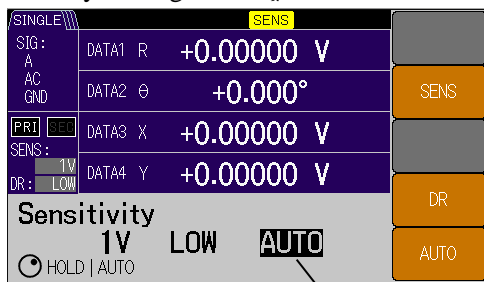 SINGLE
SENS
SIG:
A
AC
GND
DATA1 R +0.00000 V
DATA2 θ +0.000°
SENS
PRI SEC
SENS:
1V
DR: LOW
DATA3 X +0.00000 V
DATA4 Y +0.00000 V
DR
Sensitivity
1V LOW AUTO
HOLD | AUTO
AUTO